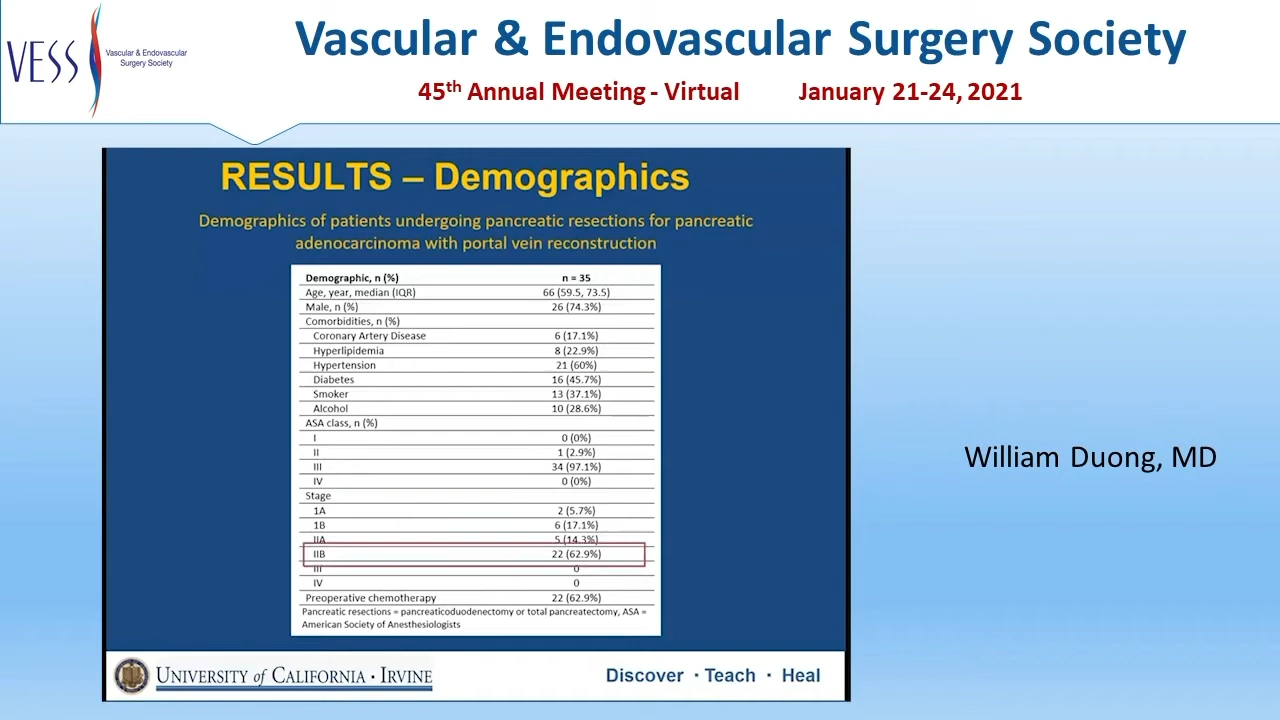 VESS
Vascular & Endovascular
Surgery Society
Vascular & Endovascular Surgery Society
45th Annual Meeting - Virtual January 21-24, 2021
RESULTS – Demographics
Demographics of patients undergoing pancreatic resections for pancreatic
adenocarcinoma with portal vein reconstruction
Demographic, n (%) n = 35
Age, year, median (IQR) 66 (59.5, 73.5)
Male, n (%) 26 (74.3%)
Comorbidities, n (%)
Coronary Artery Disease 6 (17.1%)
Hyperlipidemia 8 (22.9%)
Hypertension 21 (60%)
Diabetes 16 (45.7%)
Smoker 13 (37.1%)
Alcohol 10 (28.6%)
ASA class, n (%)
I 0 (0%)
II 1 (2.9%)
III 34 (97.1%)
IV 0 (0%)
Stage
1A 2 (5.7%)
1B 6 (17.1%)
IIA 5 (14.3%)
IIB 22 (62.9%)
III 0
IV 0
Preoperative chemotherapy 22 (62.9%)
Pancreatic resections = pancreaticoduodenectomy or total pancreatectomy, ASA =
American Society of Anesthesiologists
William Duong, MD
UNIVERSITY of CALIFORNIA · IRVINE
Discover · Teach · Heal